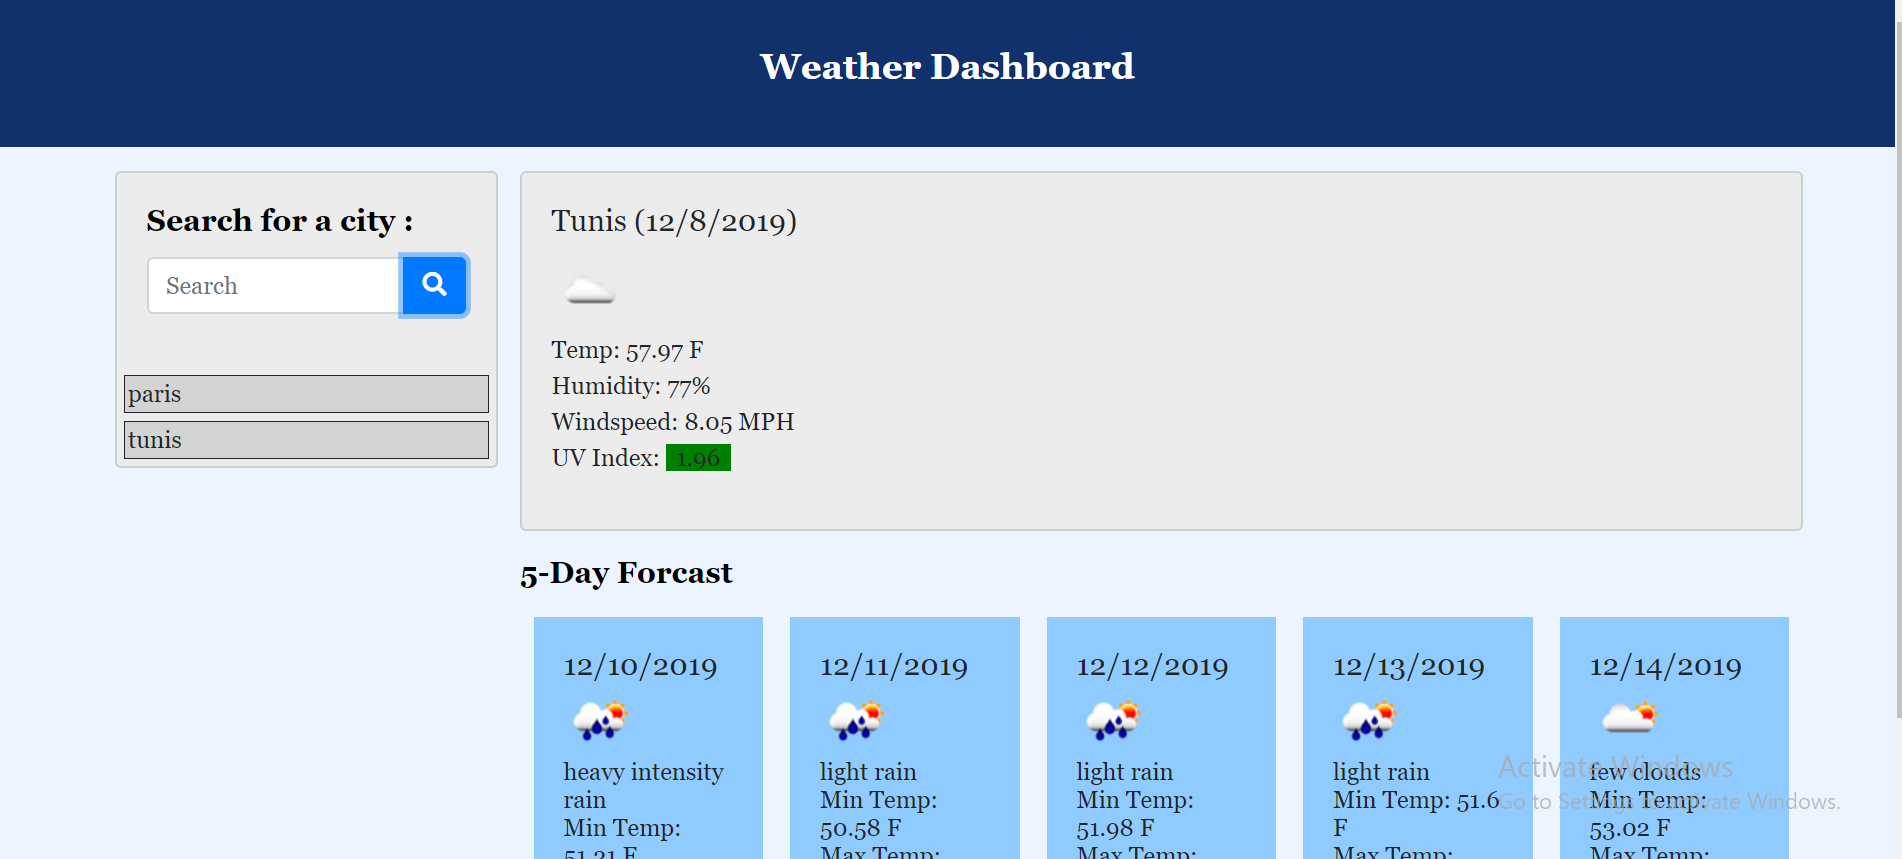 Weather Dashboard
Search for a city :
Search
paris
tunis
Tunis (12/8/2019)
Temp: 57.97 F
Humidity: 77%
Windspeed: 8.05 MPH
UV Index: 1.96
5-Day Forcast
12/10/2019
heavy intensity
rain
Min Temp:
51.21 F
12/11/2019
light rain
Min Temp:
50.58 F
Max Temp:
12/12/2019
light rain
Min Temp:
51.98 F
Max Temp:
12/13/2019
light rain
Min Temp: 51.6
F
Max Temp:
12/14/2019
few clouds
Min Temp:
53.02 F
Max Temp:
Activate Windows
Go to Settings to activate Windows.